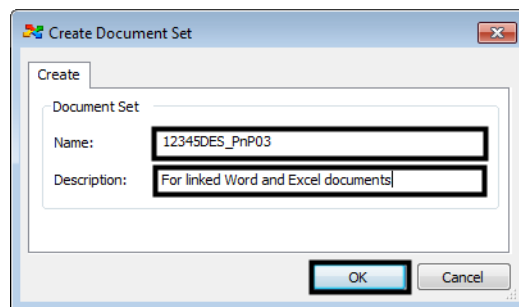 Create Document Set
Create
Document Set
Name: 12345DES_PnP03
Description: For linked Word and Excel documents
OK Cancel